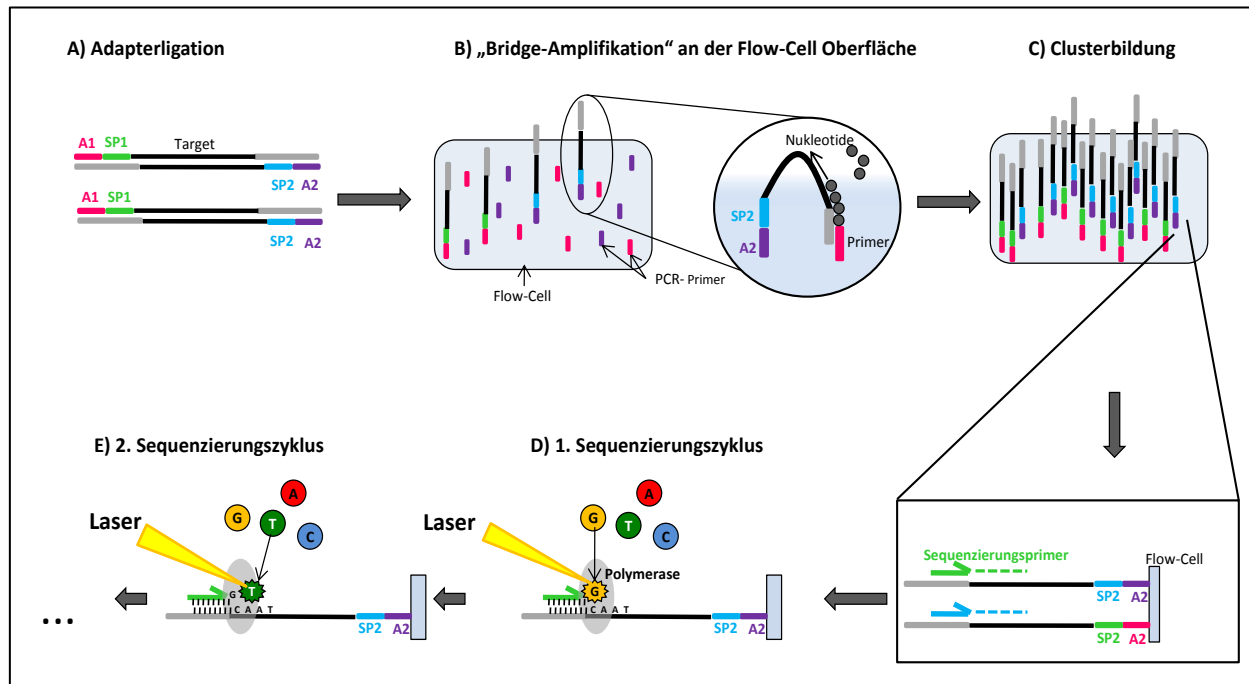 A) Adapterligation
B) „Bridge-Amplifikation“ an der Flow-Cell Oberfläche
C) Clusterbildung
A1 SP1 Target
SP2 A2
A1 SP1
SP2 A2
Flow-Cell
PCR- Primer
Nukleotide
SP2
A2
Primer
E) 2. Sequenzierungszyklus
Laser
A
G
T
C
T
G
C A A T
SP2 A2
...
D) 1. Sequenzierungszyklus
Laser
A
G
T
C
Polymerase
G
C A A T
SP2 A2
Sequenzierungsprimer
Flow-Cell
SP2 A2
SP2 A2